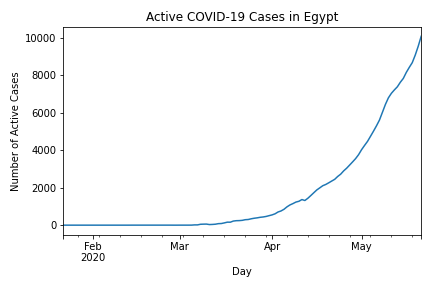 Active COVID-19 Cases in Egypt
Number of Active Cases
10000
8000
6000
4000
2000
0
Feb
2020
Mar
Apr
May
Day